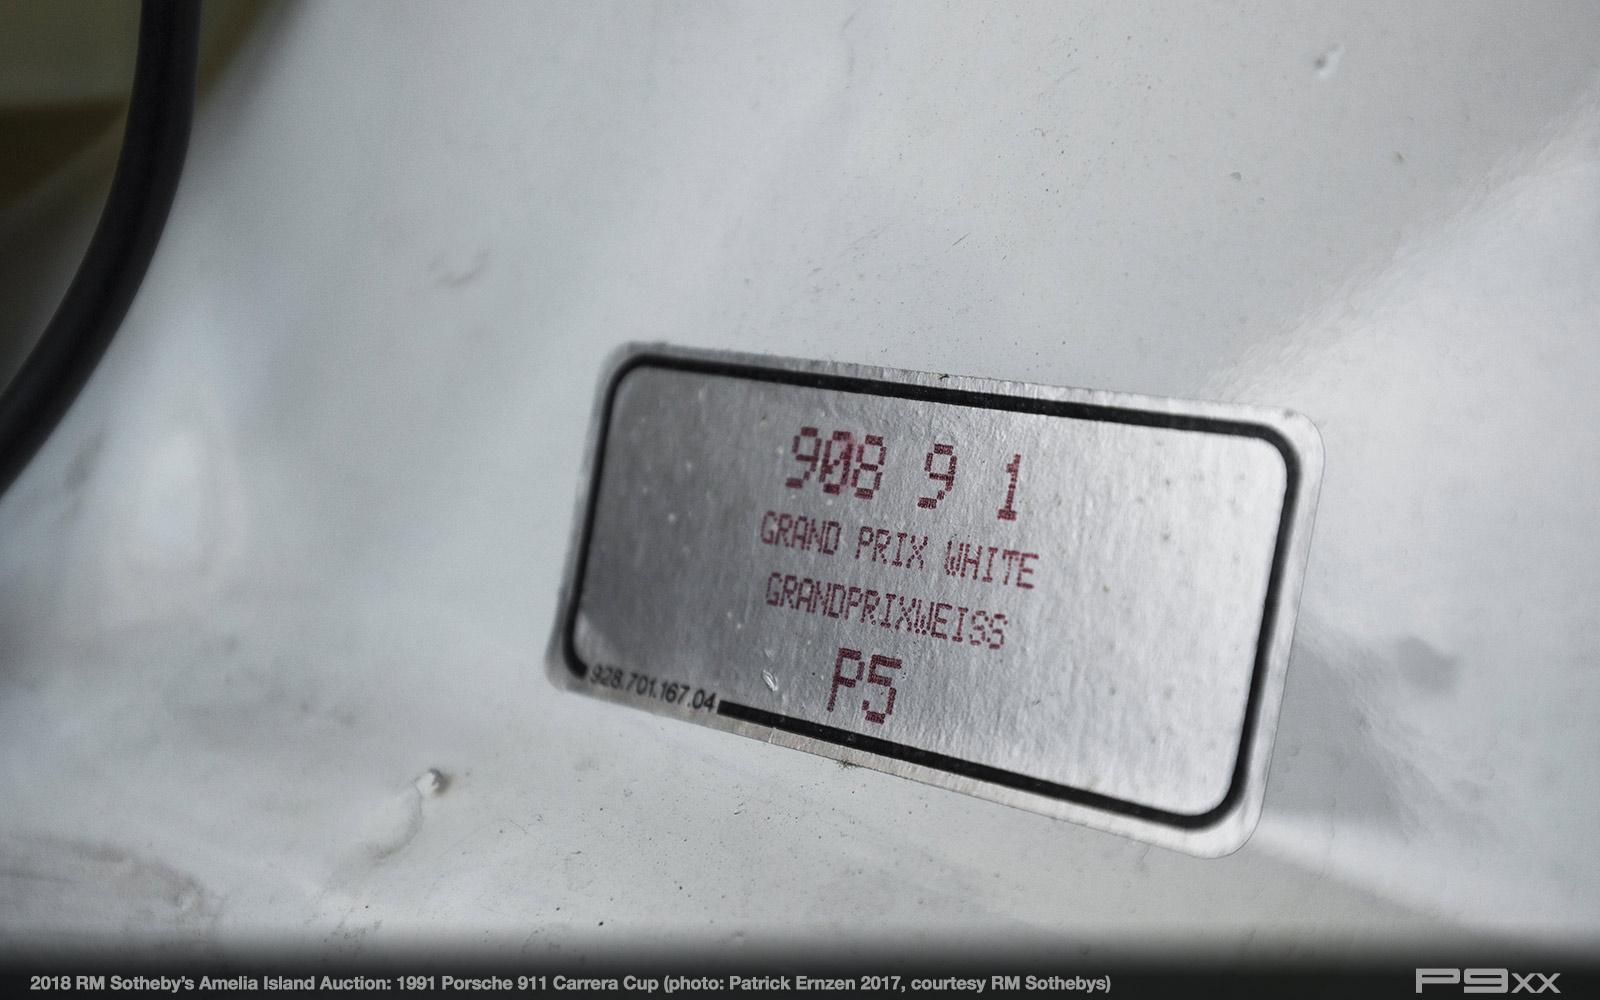 908 9 1
GRAND PRIX WHITE
GRANDPRIXWEISS
P5
928.701.167.04
2018 RM Sotheby's Amelia Island Auction: 1991 Porsche 911 Carrera Cup (photo: Patrick Ernzen 2017, courtesy RM Sothebys)
P9xx